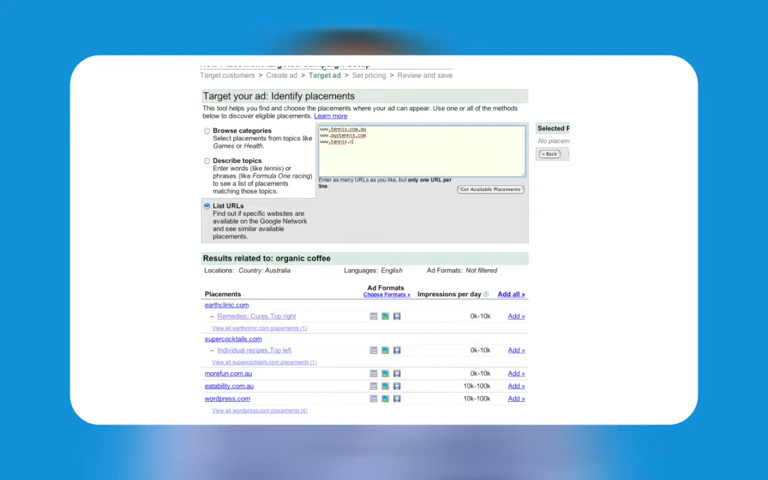 Target customers > Create ad > Target ad > Set pricing > Review and save
Target your ad: Identify placements
This tool helps you find and choose the placements where your ad can appear. Use one or all of the methods
below to discover eligible placements. Learn more
Browse categories
Select placements from topics like
Games or Health.
Describe topics
Enter words (like tennis) or
phrases (like Formula One racing)
to see a list of placements
matching those topics.
List URLs
Find out if specific websites are
available on the Google Network
and see similar available
placements.
www.tennis.com.au
www.austennis.com
www.tennis.c
Enter as many URLs as you like, but only one URL per
line.
Get Available Placements
Selected P
No placem
« Back
Results related to: organic coffee
Locations: Country: Australia Languages: English Ad Formats: Not filtered
Placements Ad Formats Choose Formats » Impressions per day ? Add all »
earthclinic.com
– Remedies: Cures,Top right 0k-10k Add »
View all earthclinic.com placements (1)
supercocktails.com
– Individual recipes,Top left 0k-10k Add »
View all supercocktails.com placements (1)
morefun.com.au 0k-10k Add »
eatability.com.au 10k-100k Add »
wordpress.com 10k-100k Add »
View all wordpress.com placements (4)